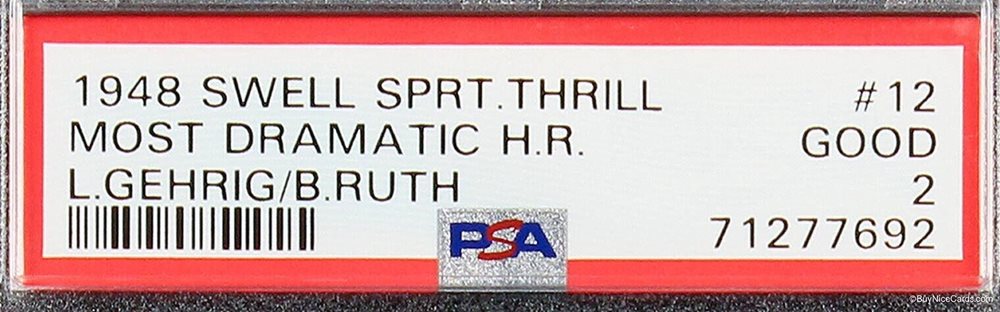 1948 SWELL SPRT.THRILL #12
MOST DRAMATIC H.R. GOOD
L.GEHRIG/B.RUTH 2
PSA 71277692
©BuyNiceCards.com